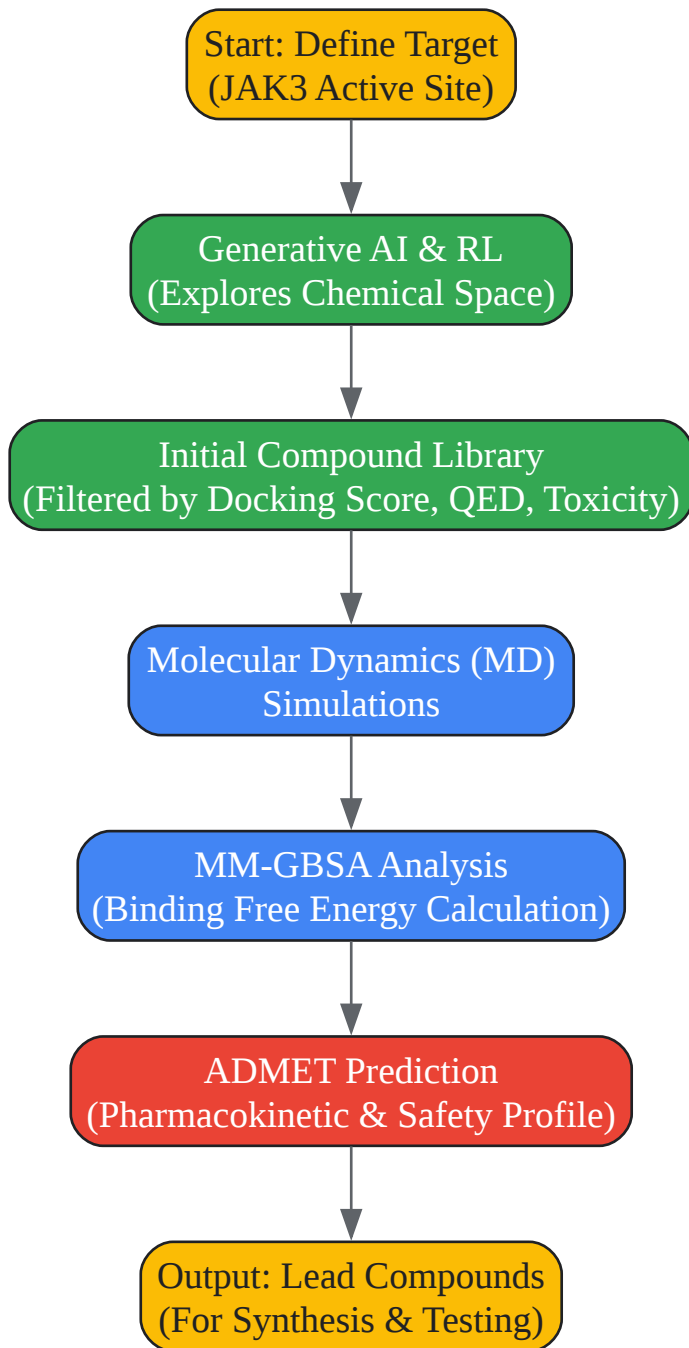 Start: Define Target
(JAK3 Active Site)
Generative AI & RL
(Explores Chemical Space)
Initial Compound Library
(Filtered by Docking Score, QED, Toxicity)
Molecular Dynamics (MD)
Simulations
MM-GBSA Analysis
(Binding Free Energy Calculation)
ADMET Prediction
(Pharmacokinetic & Safety Profile)
Output: Lead Compounds
(For Synthesis & Testing)